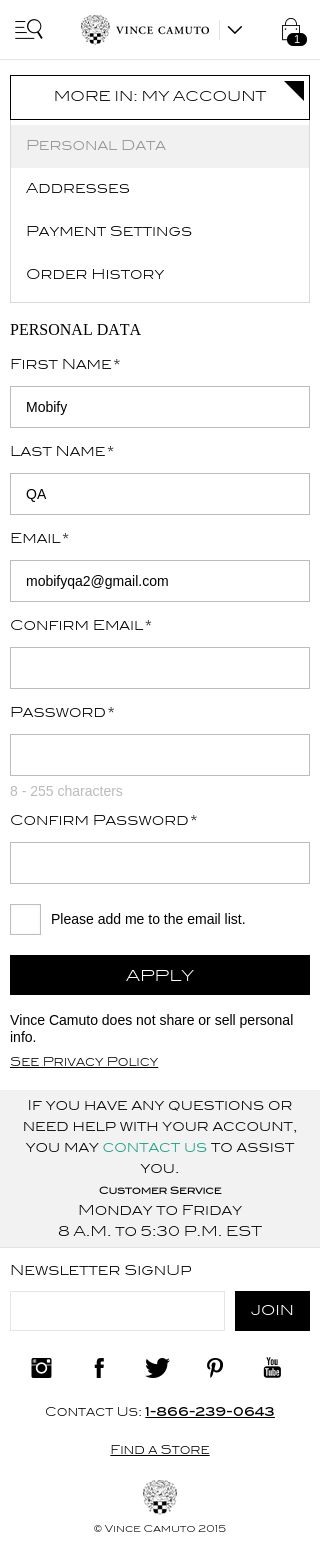 VINCE CAMUTO
1
MORE IN: MY ACCOUNT
Personal Data
Addresses
Payment Settings
Order History
PERSONAL DATA
First Name*
Mobify
Last Name*
QA
Email*
mobifyqa2@gmail.com
Confirm Email*
Password*
8 - 255 characters
Confirm Password*
Please add me to the email list.
APPLY
Vince Camuto does not share or sell personal
info.
See Privacy Policy
If you have any questions or
need help with your account,
you may contact us to assist
you.
Customer Service
Monday to Friday
8 A.M. to 5:30 P.M. EST
Newsletter SignUp
JOIN
You Tube
Contact Us: 1-866-239-0643
Find a Store
© Vince Camuto 2015